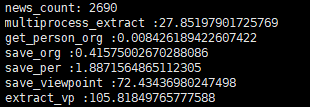 news_count: 2690
multiprocess_extract :27.85197901725769
get_person_org :0.008426189422607422
save_org :0.41575002670288086
save_per :1.8871564865112305
save_viewpoint :72.43436980247498
extract_vp :105.81849765777588